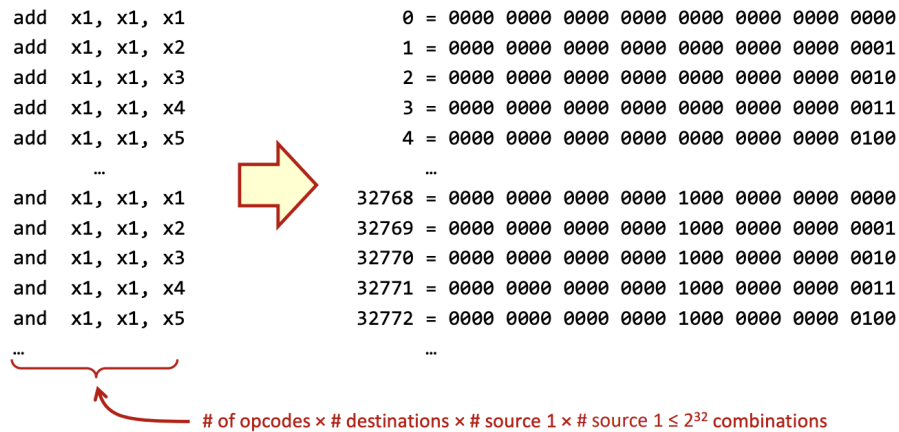 add x1, x1, x1 0 = 0000 0000 0000 0000 0000 0000 0000 0000
add x1, x1, x2 1 = 0000 0000 0000 0000 0000 0000 0000 0001
add x1, x1, x3 2 = 0000 0000 0000 0000 0000 0000 0000 0010
add x1, x1, x4 3 = 0000 0000 0000 0000 0000 0000 0000 0011
add x1, x1, x5 4 = 0000 0000 0000 0000 0000 0000 0000 0100
… …
and x1, x1, x1 32768 = 0000 0000 0000 0000 1000 0000 0000 0000
and x1, x1, x2 32769 = 0000 0000 0000 0000 1000 0000 0000 0001
and x1, x1, x3 32770 = 0000 0000 0000 0000 1000 0000 0000 0010
and x1, x1, x4 32771 = 0000 0000 0000 0000 1000 0000 0000 0011
and x1, x1, x5 32772 = 0000 0000 0000 0000 1000 0000 0000 0100
… …
# of opcodes × # destinations × # source 1 × # source 1 ≤ 2³² combinations